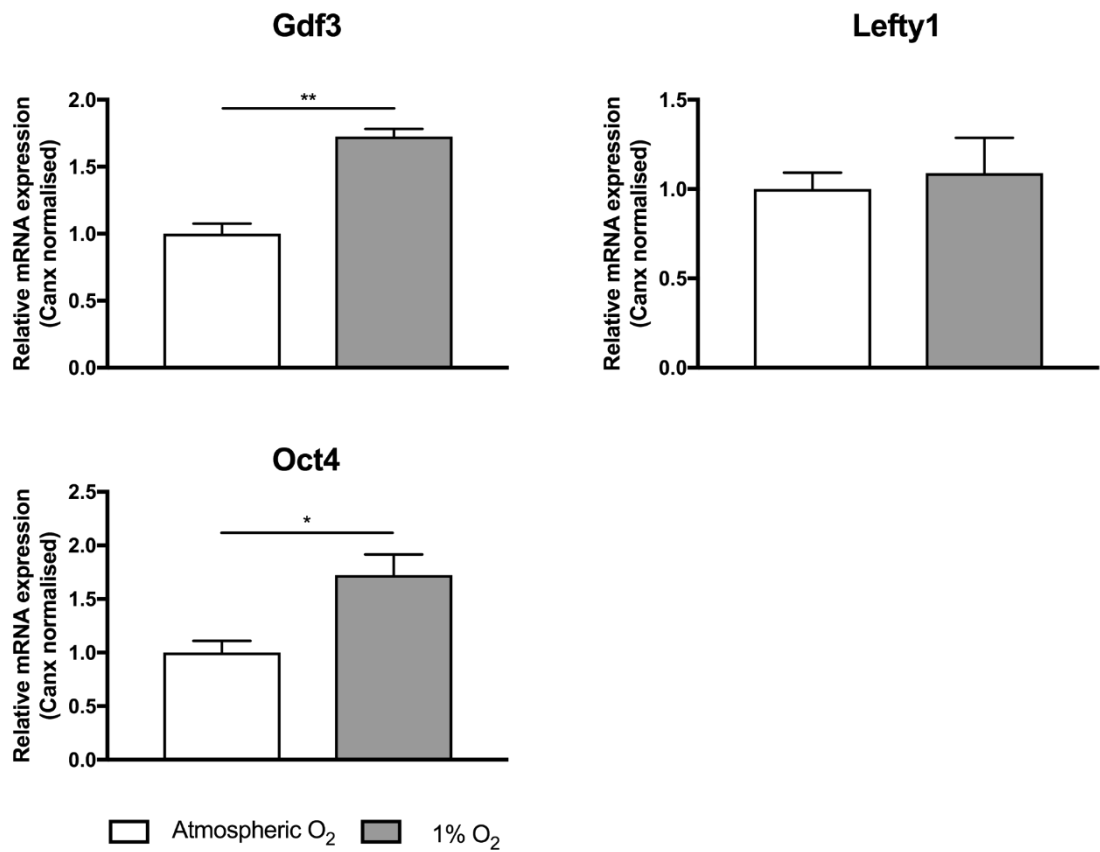 Gdf3
Relative mRNA expression
(Canx normalised)
2.0
1.5
1.0
0.5
0.0
**
Lefty1
Relative mRNA expression
(Canx normalised)
1.5
1.0
0.5
0.0
Oct4
Relative mRNA expression
(Canx normalised)
2.5
2.0
1.5
1.0
0.5
0.0
*
Atmospheric O₂
1% O₂